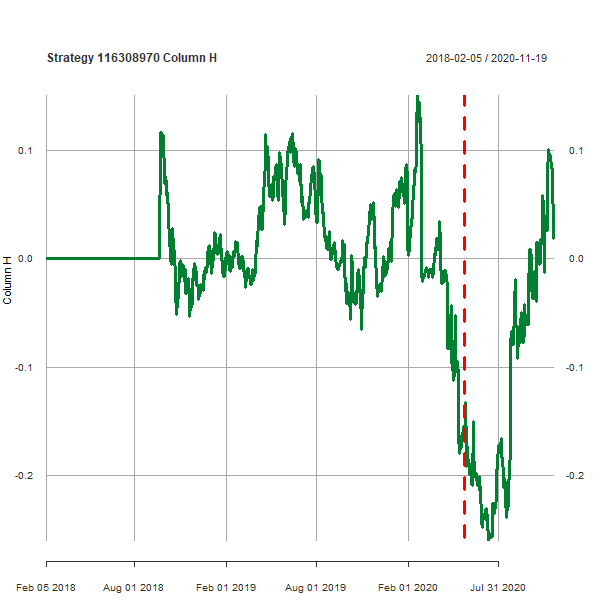 Strategy 116308970 Column H
2018-02-05 / 2020-11-19
0.1 0.1
0.0 0.0
-0.1 -0.1
-0.2 -0.2
Column H
Feb 05 2018 Aug 01 2018 Feb 01 2019 Aug 01 2019 Feb 01 2020 Jul 31 2020